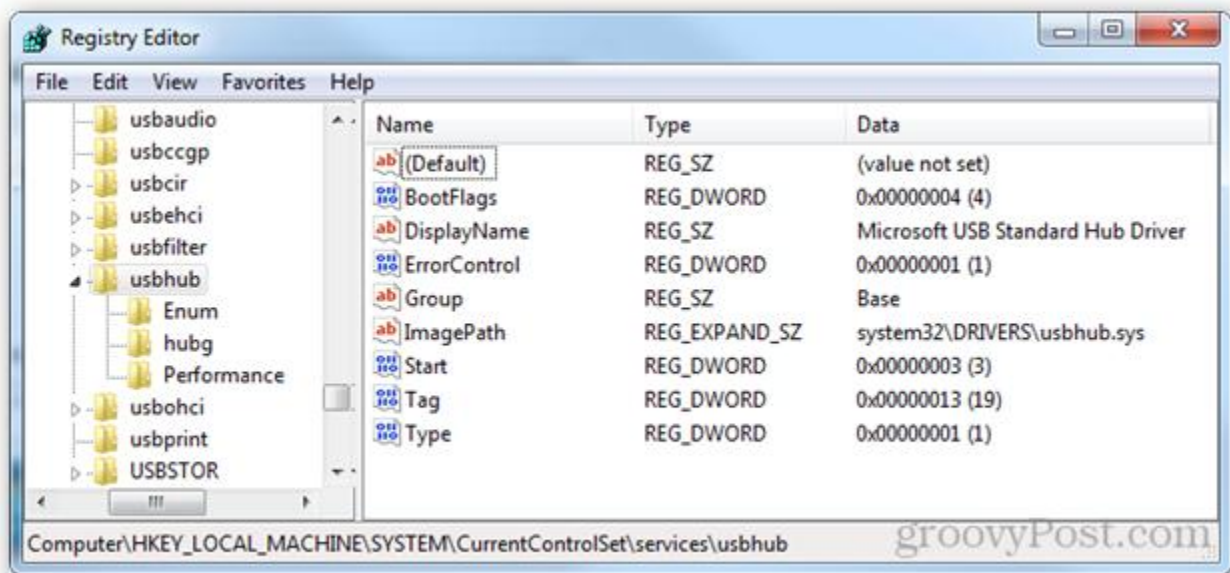 Registry Editor
File Edit View Favorites Help
usbaudio
usbccgp
usbcir
usbehci
usbfilter
usbhub
Enum
hubg
Performance
usbohci
usbprint
USBSTOR
Name Type Data
(Default) REG_SZ (value not set)
BootFlags REG_DWORD 0x00000004 (4)
DisplayName REG_SZ Microsoft USB Standard Hub Driver
ErrorControl REG_DWORD 0x00000001 (1)
Group REG_SZ Base
ImagePath REG_EXPAND_SZ system32\DRIVERS\usbhub.sys
Start REG_DWORD 0x00000003 (3)
Tag REG_DWORD 0x00000013 (19)
Type REG_DWORD 0x00000001 (1)
Computer\HKEY_LOCAL_MACHINE\SYSTEM\CurrentControlSet\services\usbhub
groovyPost.com